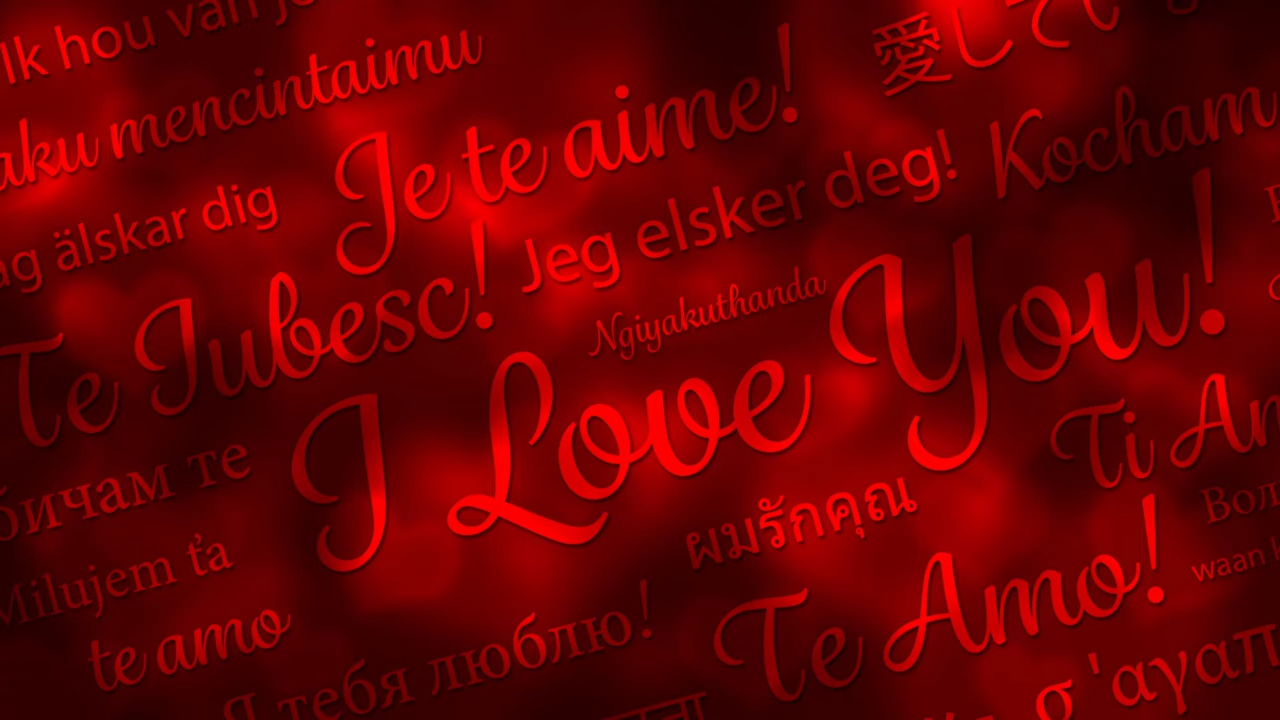 Ik hou van
aku mencintaimu
Je te aime!
愛して
älskar dig
Jeg elsker deg!
Kocham
Te Iubesc!
Ngiyakuthanda
I Love You!
бичам те
Ti
ผมรักคุณ
Milujem ťa
Te Amo!
waan
te amo
Я тебя люблю!
σ 'αγαπ